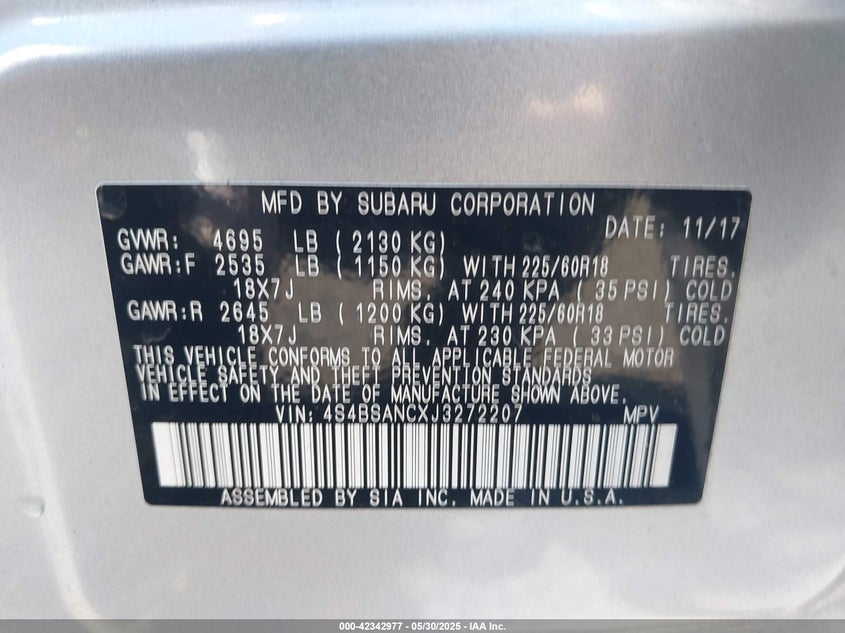 MFD BY SUBARU CORPORATION
DATE: 11/17
GVWR: 4695 LB ( 2130 KG)
GAWR:F 2535 LB ( 1150 KG) WITH 225/60R18 TIRES.
18X7J RIMS. AT 240 KPA ( 35 PSI) COLD
GAWR:R 2645 LB ( 1200 KG) WITH 225/60R18 TIRES.
18X7J RIMS. AT 230 KPA ( 33 PSI) COLD
THIS VEHICLE CONFORMS TO ALL APPLICABLE FEDERAL MOTOR
VEHICLE SAFETY AND THEFT PREVENTION STANDARDS
IN EFFECT ON THE DATE OF MANUFACTURE SHOWN ABOVE.
VIN: 4S4BSANCXJ3272207 MPV
ASSEMBLED BY SIA INC. MADE IN U.S.A.
000-42342977 - 05/30/2025 - IAA Inc.